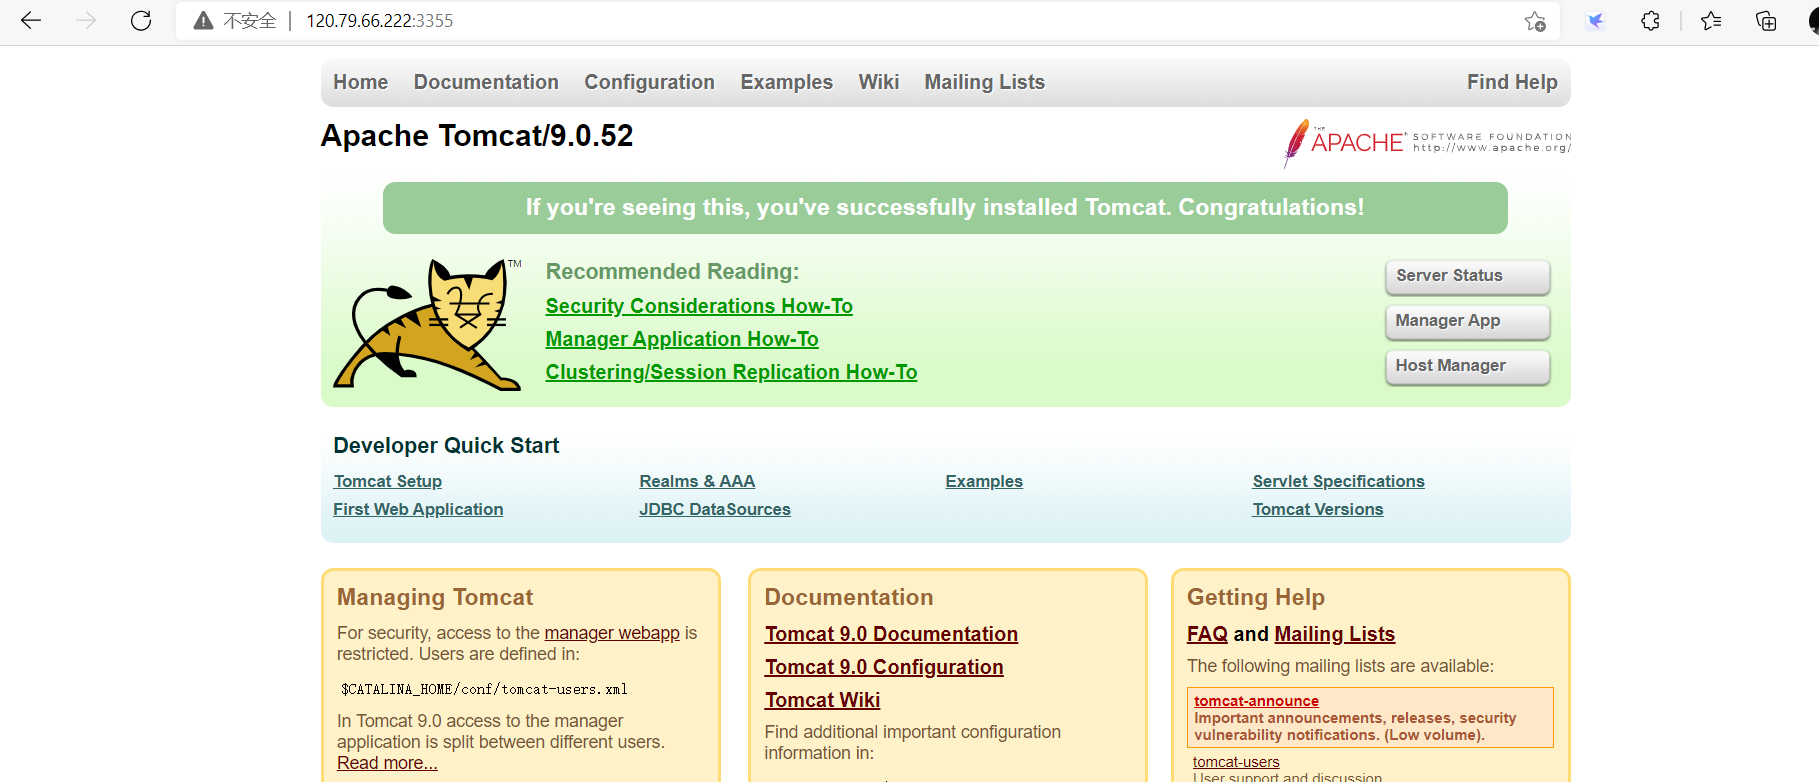 不安全 | 120.79.66.222:3355
Home Documentation Configuration Examples Wiki Mailing Lists Find Help
Apache Tomcat/9.0.52
THE APACHE SOFTWARE FOUNDATION
http://www.apache.org/
If you're seeing this, you've successfully installed Tomcat. Congratulations!
TM
Recommended Reading:
Security Considerations How-To
Manager Application How-To
Clustering/Session Replication How-To
Server Status
Manager App
Host Manager
Developer Quick Start
Tomcat Setup
First Web Application
Realms & AAA
JDBC DataSources
Examples
Servlet Specifications
Tomcat Versions
Managing Tomcat
For security, access to the manager webapp is
restricted. Users are defined in:
$CATALINA_HOME/conf/tomcat-users.xml
In Tomcat 9.0 access to the manager
application is split between different users.
Read more...
Documentation
Tomcat 9.0 Documentation
Tomcat 9.0 Configuration
Tomcat Wiki
Find additional important configuration
information in:
Getting Help
FAQ and Mailing Lists
The following mailing lists are available:
tomcat-announce
Important announcements, releases, security
vulnerability notifications. (Low volume).
tomcat-users
User support and discussion